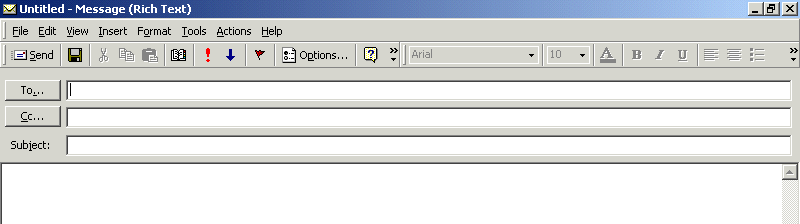 Untitled - Message (Rich Text)
File Edit View Insert Format Tools Actions Help
Send Options... Arial 10 A B I U
To...
Cc...
Subject: